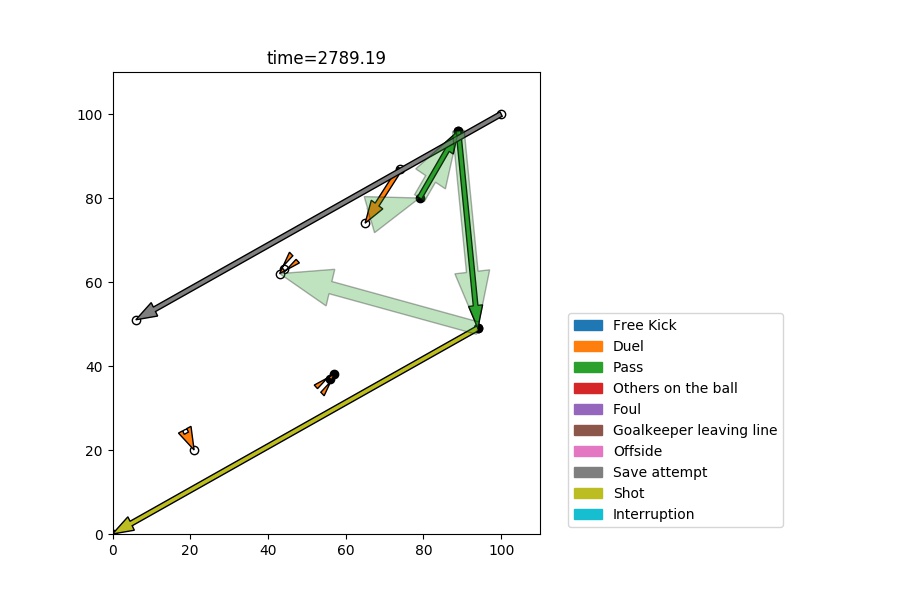 time=2789.19
100
80
60
40
20
0
0 20 40 60 80 100
Free Kick
Duel
Pass
Others on the ball
Foul
Goalkeeper leaving line
Offside
Save attempt
Shot
Interruption